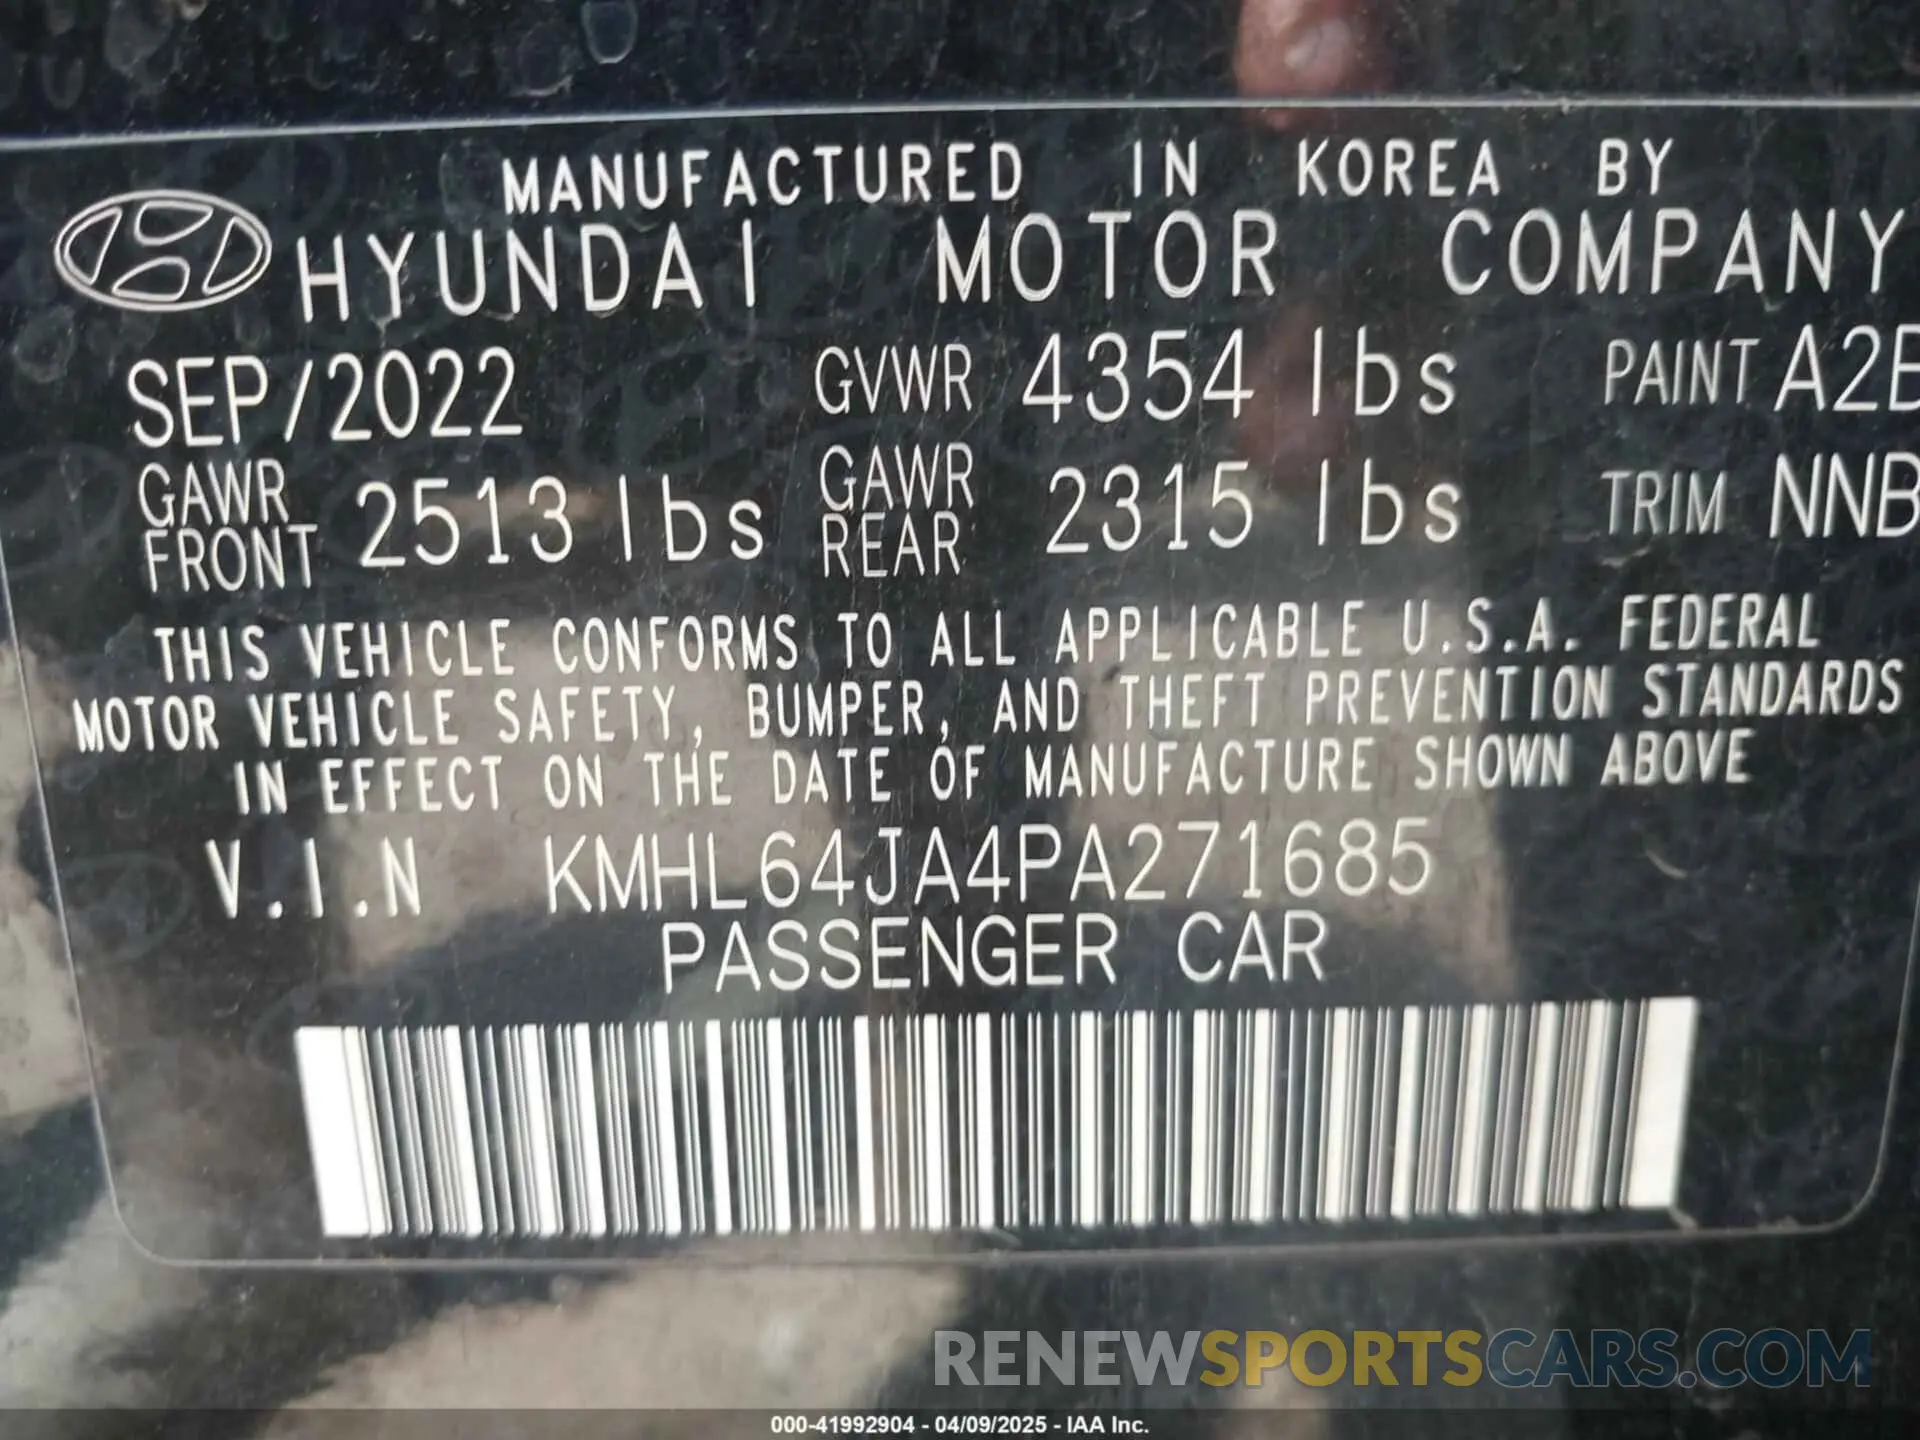 MANUFACTURED IN KOREA BY
HYUNDAI MOTOR COMPANY
SEP/2022 GVWR 4354 lbs PAINT A2B
GAWR FRONT 2513 lbs GAWR REAR 2315 lbs TRIM NNB
THIS VEHICLE CONFORMS TO ALL APPLICABLE U.S.A. FEDERAL
MOTOR VEHICLE SAFETY, BUMPER, AND THEFT PREVENTION STANDARDS
IN EFFECT ON THE DATE OF MANUFACTURE SHOWN ABOVE
V.I.N KMHL64JA4PA271685
PASSENGER CAR
RENEWSPORTSCARS.COM
000-41992904 - 04/09/2025 - IAA Inc.